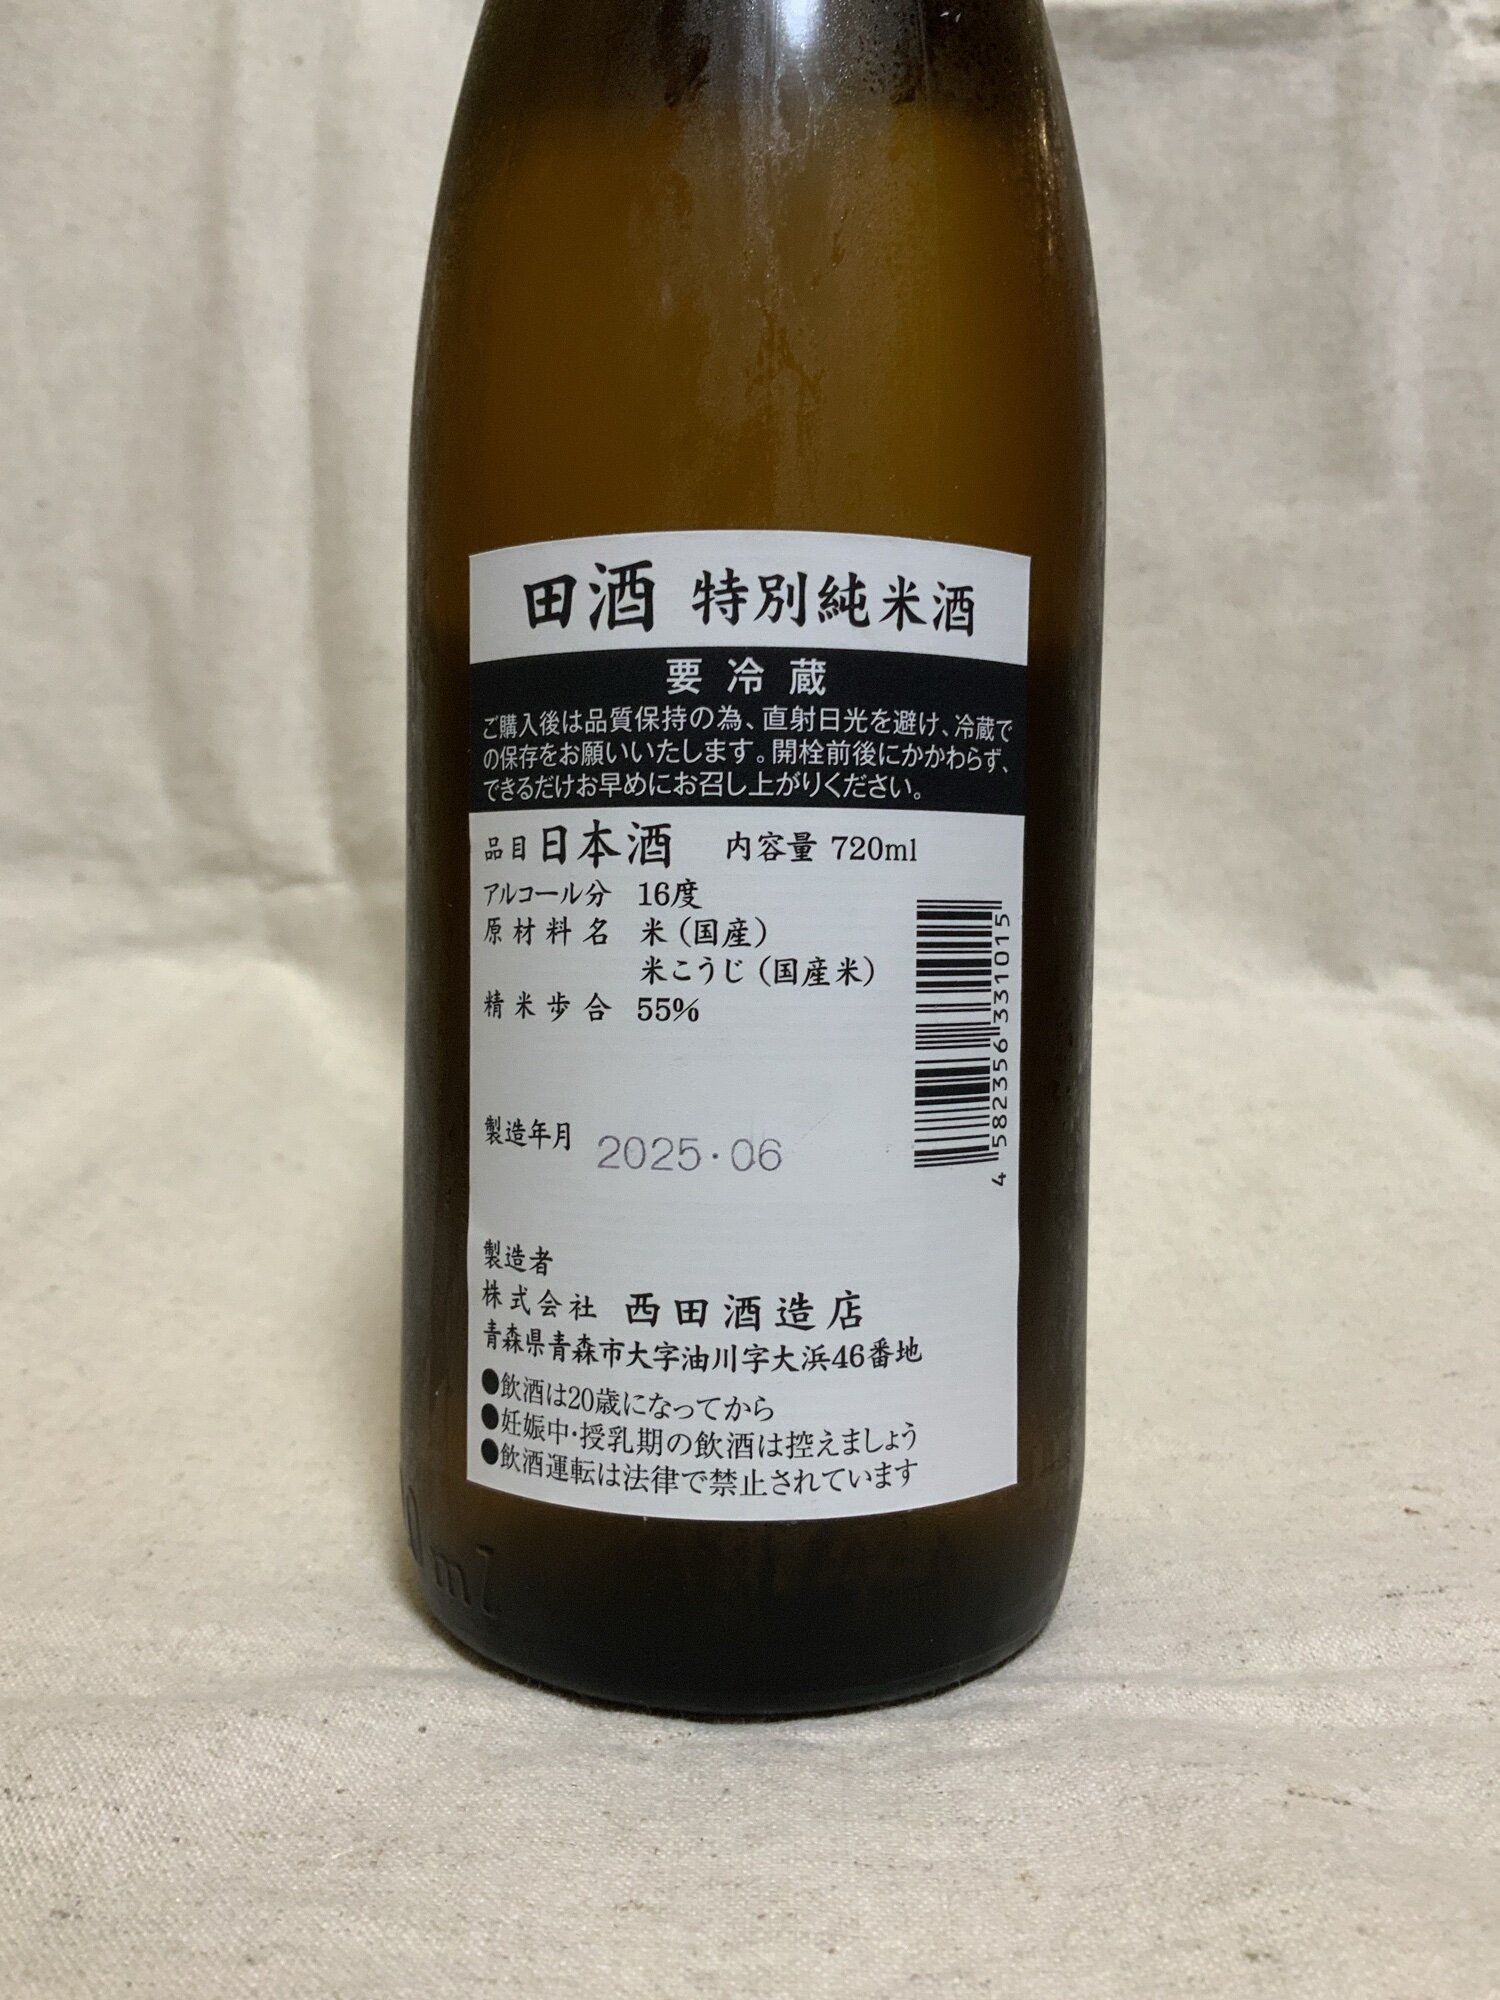 田酒 特別純米酒
要冷蔵
ご購入後は品質保持の為、直射日光を避け、冷蔵で
の保存をお願いいたします。開栓前後にかかわらず、
できるだけお早めにお召し上がりください。
品目 日本酒 内容量 720ml
アルコール分 16度
原材料名 米（国産）
米こうじ（国産米）
精米歩合 55%
製造年月 2025・06
4 582356 331015
製造者
株式会社 西田酒造店
青森県青森市大字油川字大浜46番地
●飲酒は20歳になってから
●妊娠中・授乳期の飲酒は控えましょう
●飲酒運転は法律で禁止されています
0ml